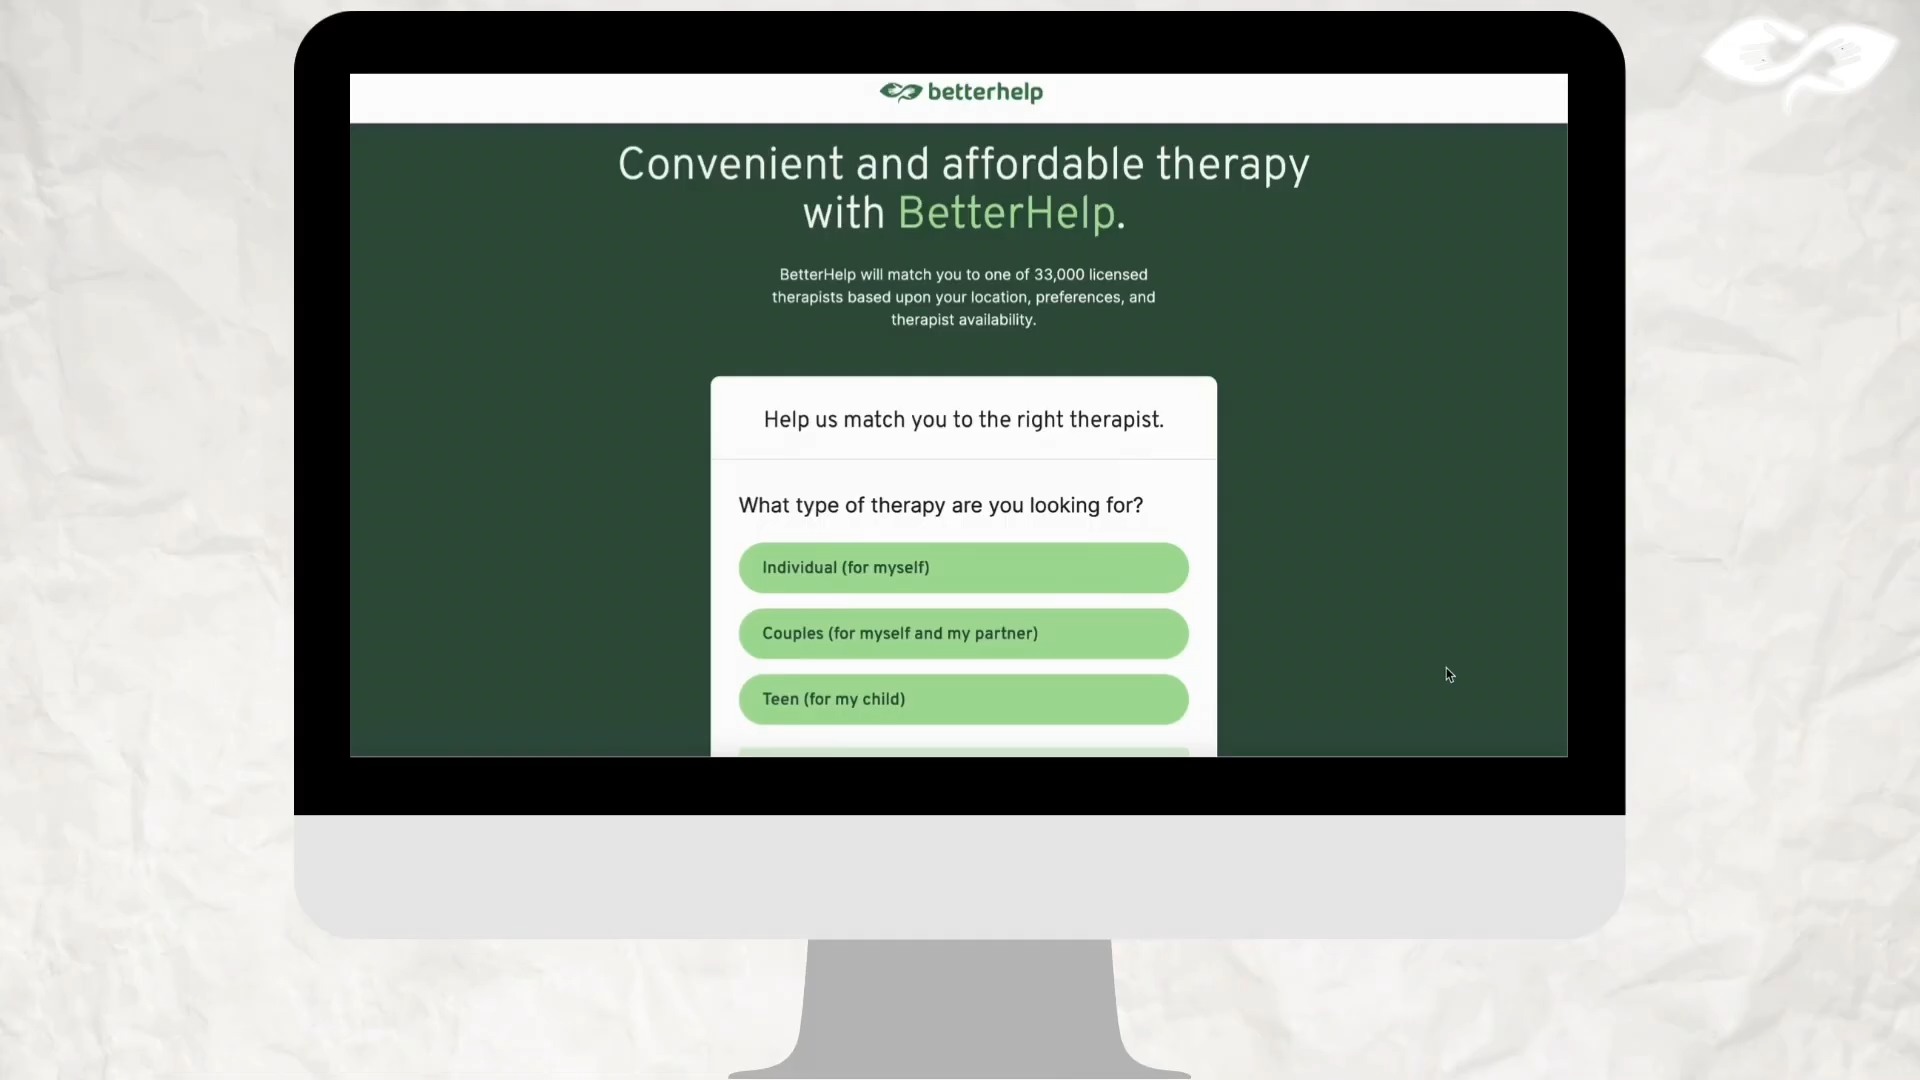 betterhelp
Convenient and affordable therapy
with BetterHelp.
BetterHelp will match you to one of 33,000 licensed
therapists based upon your location, preferences, and
therapist availability.
Help us match you to the right therapist.
What type of therapy are you looking for?
Individual (for myself)
Couples (for myself and my partner)
Teen (for my child)